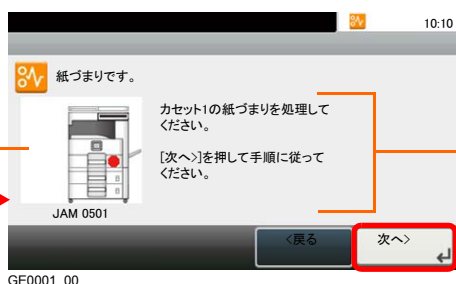 10:10
紙づまりです。
カセット1の紙づまりを処理して
ください。
[次へ>]を押して手順に従って
ください。
JAM 0501
<戻る
次へ>
GE0001_00